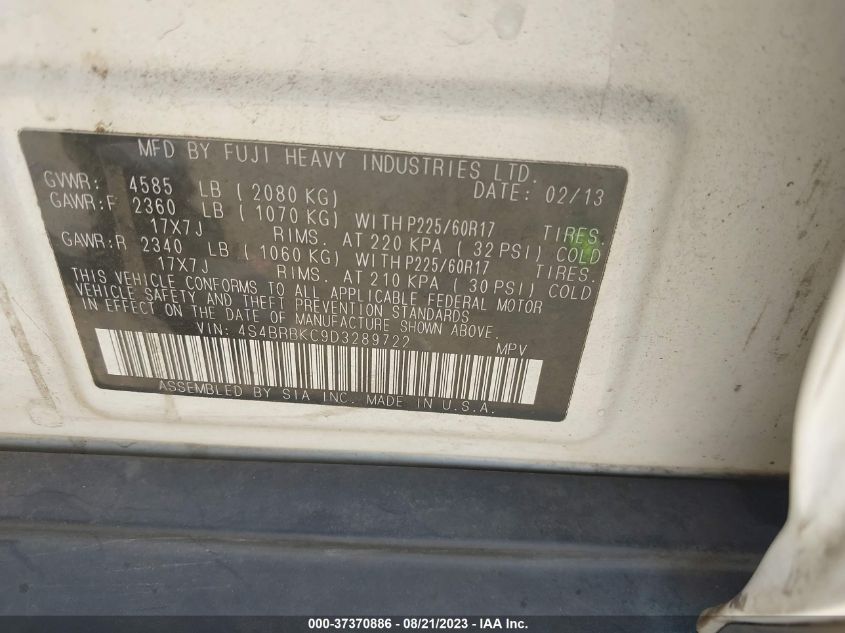 MFD BY FUJI HEAVY INDUSTRIES LTD.
DATE: 02/13
GVWR: 4585 LB (2080 KG)
GAWR:F 2360 LB (1070 KG) WITH P225/60R17 TIRES.
17X7J RIMS. AT 220 KPA (32 PSI) COLD
GAWR:R 2340 LB (1060 KG) WITH P225/60R17 TIRES.
17X7J RIMS. AT 210 KPA (30 PSI) COLD
THIS VEHICLE CONFORMS TO ALL APPLICABLE FEDERAL MOTOR
VEHICLE SAFETY AND THEFT PREVENTION STANDARDS
IN EFFECT ON THE DATE OF MANUFACTURE SHOWN ABOVE.
VIN: 4S4BRBKC9D3289722 MPV
ASSEMBLED BY SIA INC. MADE IN U.S.A.
000-37370886 - 08/21/2023 - IAA Inc.